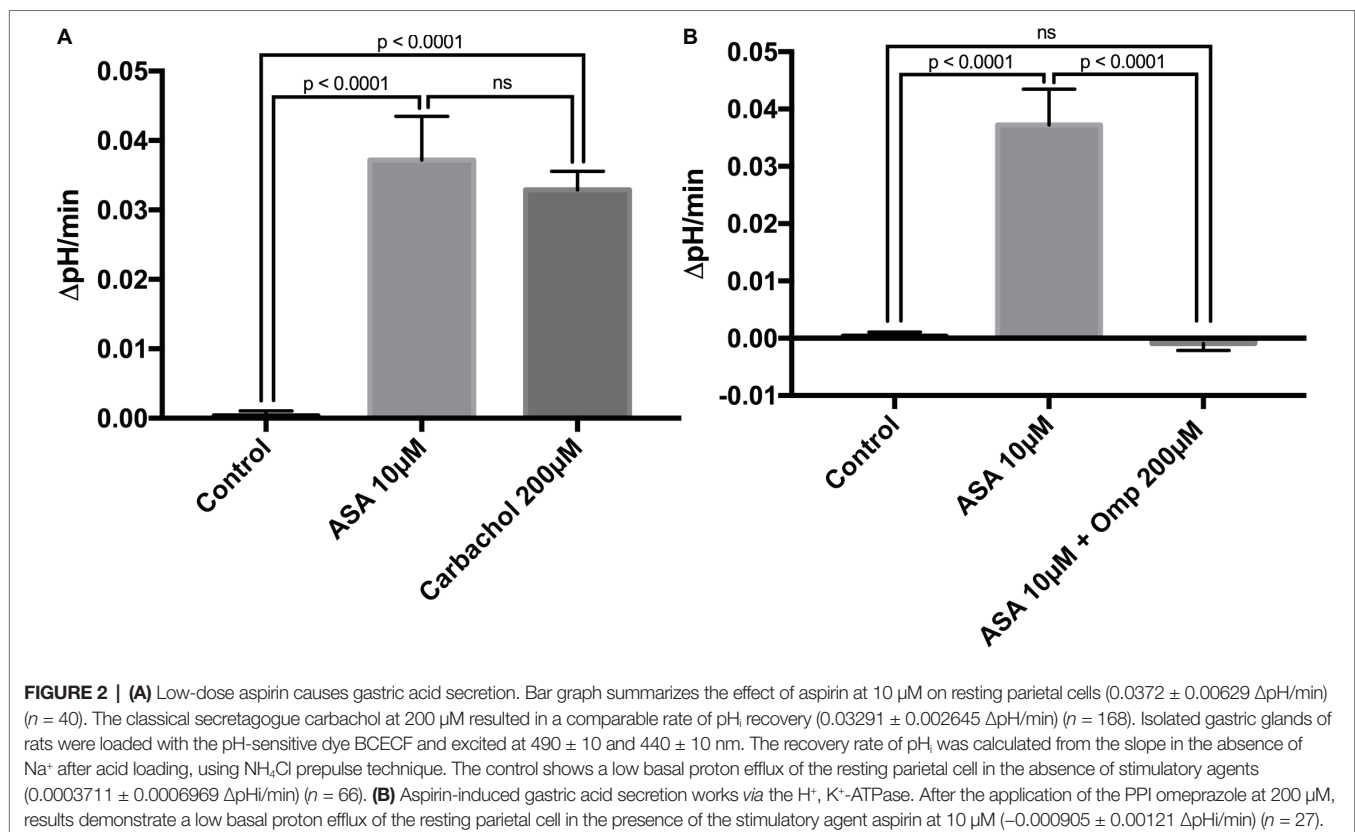 A
p < 0.0001
p < 0.0001
ns
0.05
0.04
0.03
0.02
0.01
0.00
ΔpH/min
Control
ASA 10µM
Carbachol 200µM
B
ns
p < 0.0001
p < 0.0001
0.05
0.04
0.03
0.02
0.01
0.00
-0.01
ΔpH/min
Control
ASA 10µM
ASA 10µM + Omp 200µM
FIGURE 2 | (A) Low-dose aspirin causes gastric acid secretion. Bar graph summarizes the effect of aspirin at 10 µM on resting parietal cells (0.0372 ± 0.00629 ΔpH/min)
(n = 40). The classical secretagogue carbachol at 200 µM resulted in a comparable rate of pHi recovery (0.03291 ± 0.002645 ΔpH/min) (n = 168). Isolated gastric glands of
rats were loaded with the pH-sensitive dye BCECF and excited at 490 ± 10 and 440 ± 10 nm. The recovery rate of pHi was calculated from the slope in the absence of
Na⁺ after acid loading, using NH₄Cl prepulse technique. The control shows a low basal proton efflux of the resting parietal cell in the absence of stimulatory agents
(0.0003711 ± 0.0006969 ΔpHi/min) (n = 66). (B) Aspirin-induced gastric acid secretion works via the H⁺, K⁺-ATPase. After the application of the PPI omeprazole at 200 µM,
results demonstrate a low basal proton efflux of the resting parietal cell in the presence of the stimulatory agent aspirin at 10 µM (−0.000905 ± 0.00121 ΔpHi/min) (n = 27).